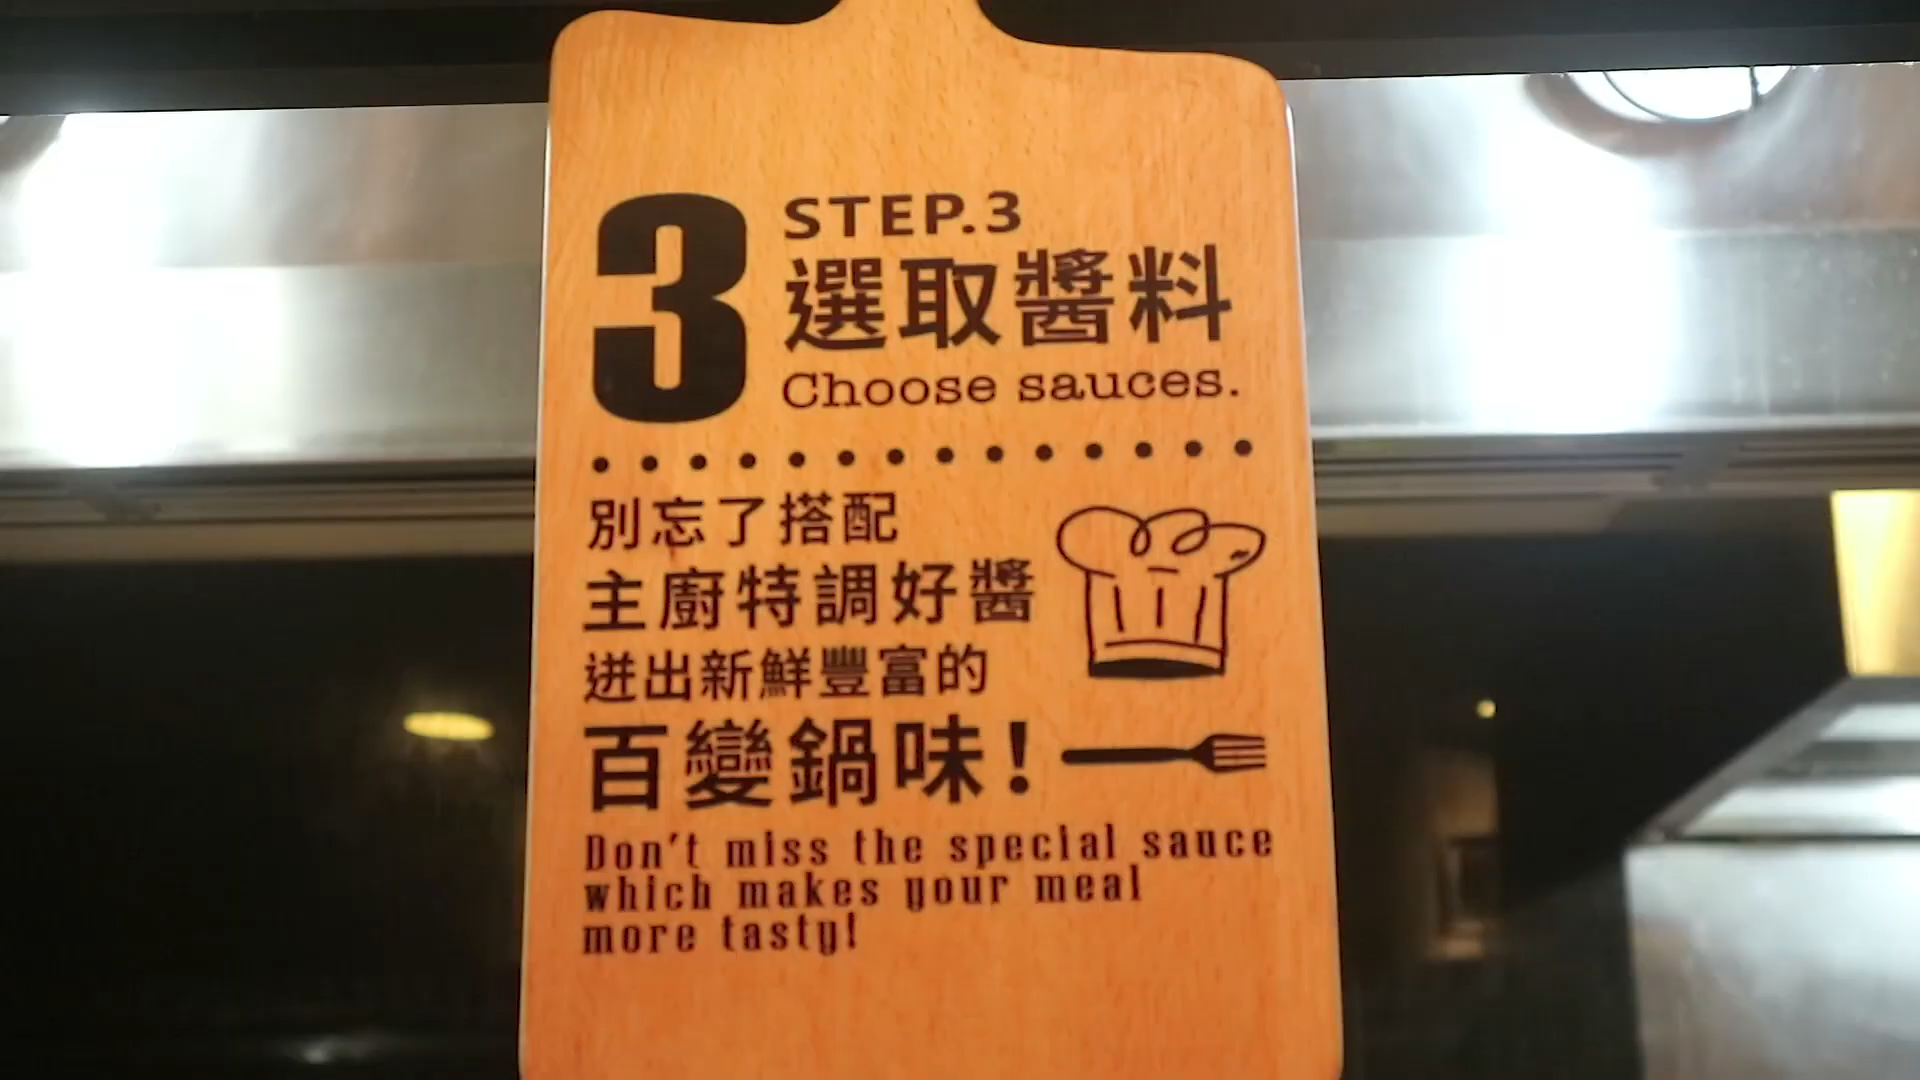 3
STEP.3
選取醬料
Choose sauces.
別忘了搭配
主廚特調好醬
迸出新鮮豐富的
百變鍋味!
Don't miss the special sauce
which makes your meal
more tasty!